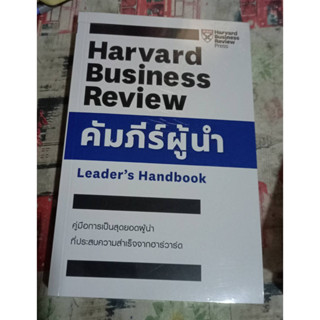 Harvard
Business
Review
Press
Harvard
Business
Review
คัมภีร์ผู้นำ
Leader's Handbook
คู่มือการเป็นสุดยอดผู้นำ
ที่ประสบความสำเร็จจากฮาร์วาร์ด